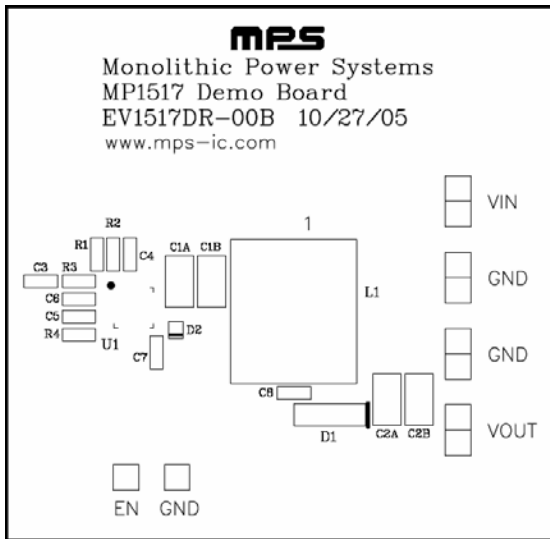 mps
Monolithic Power Systems
MP1517 Demo Board
EV1517DR-00B 10/27/05
www.mps-ic.com
VIN
1
R2
R1
C4
C1A
C1B
C3
R3
GND
C6
L1
C5
R4
U1
D2
C7
GND
C8
D1
C2A
C2B
VOUT
EN
GND